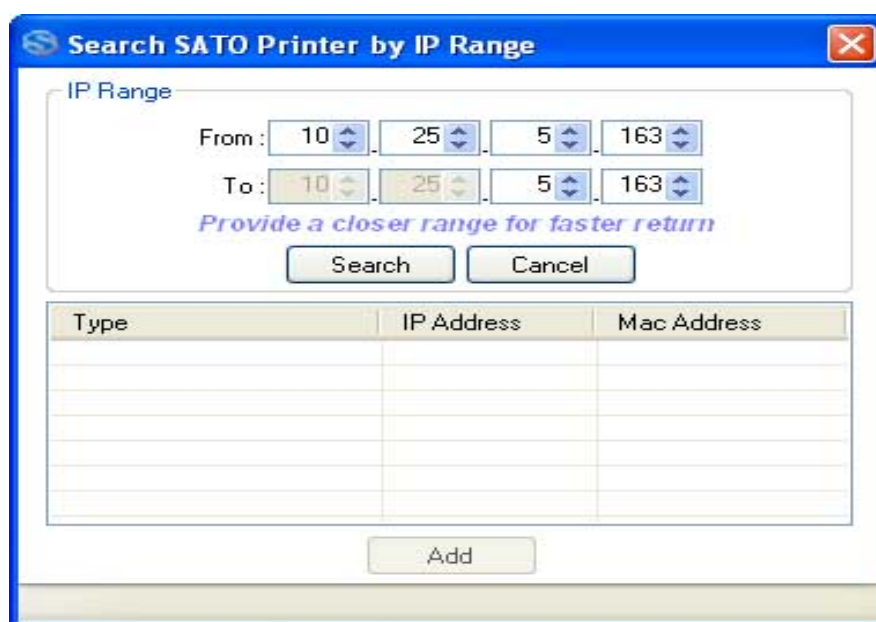 Search SATO Printer by IP Range
IP Range
From : 10 . 25 . 5 . 163
To : 10 . 25 . 5 . 163
Provide a closer range for faster return
Search Cancel
Type IP Address Mac Address
Add